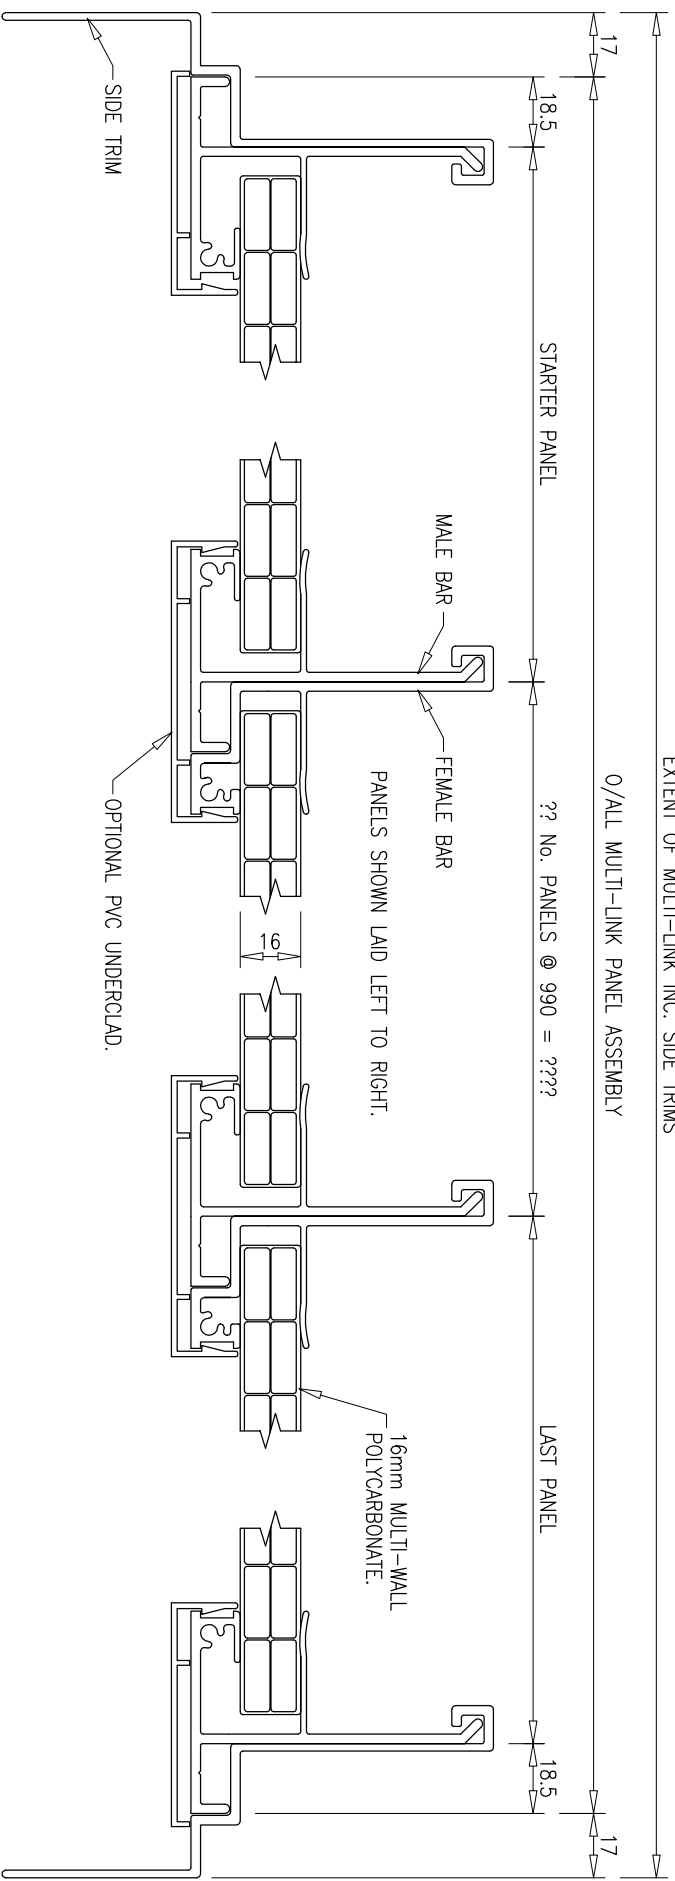 EXTENT OF MULTI-LINK INC. SIDE TRIMS
O/ALL MULTI-LINK PANEL ASSEMBLY
17
17
18.5
STARTER PANEL
?? No. PANELS @ 990 = ????
LAST PANEL
18.5
MALE BAR
FEMALE BAR
PANELS SHOWN LAID LEFT TO RIGHT.
16mm MULTI-WALL
POLYCARBONATE.
16
SIDE TRIM
OPTIONAL PVC UNDERCLAD.